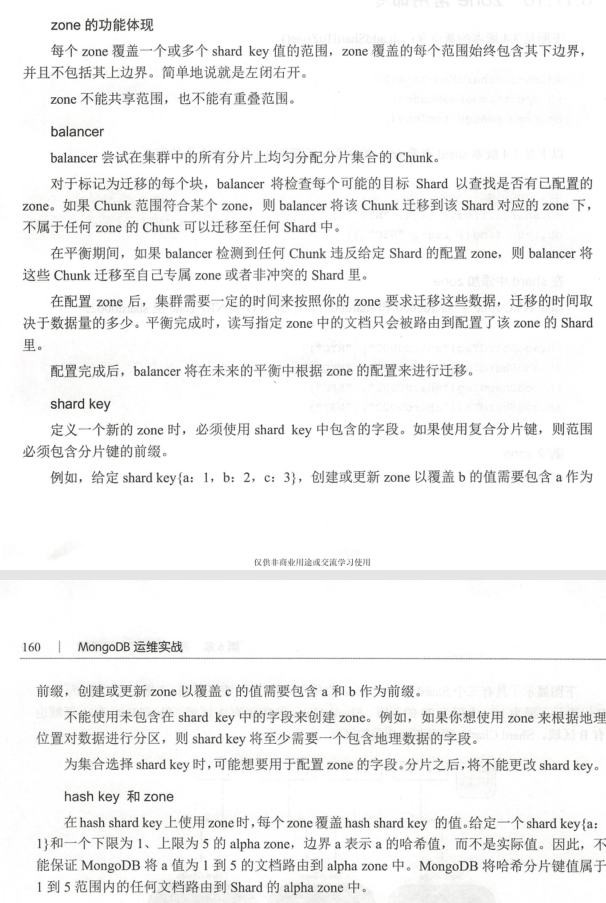 zone 的功能体现
每个 zone 覆盖一个或多个 shard key 值的范围，zone 覆盖的每个范围始终包含其下边界，
并且不包括其上边界。简单地说就是左闭右开。
zone 不能共享范围，也不能有重叠范围。
balancer
balancer 尝试在集群中的所有分片上均匀分配分片集合的 Chunk。
对于标记为迁移的每个块，balancer 将检查每个可能的目标 Shard 以查找是否有已配置的
zone。如果 Chunk 范围符合某个 zone，则 balancer 将该 Chunk 迁移到该 Shard 对应的 zone 下，
不属于任何 zone 的 Chunk 可以迁移至任何 Shard 中。
在平衡期间，如果 balancer 检测到任何 Chunk 违反给定 Shard 的配置 zone，则 balancer 将
这些 Chunk 迁移至自己专属 zone 或者非冲突的 Shard 里。
在配置 zone 后，集群需要一定的时间来按照你的 zone 要求迁移这些数据，迁移的时间取
决于数据量的多少。平衡完成时，读写指定 zone 中的文档只会被路由到配置了该 zone 的 Shard
里。
配置完成后，balancer 将在未来的平衡中根据 zone 的配置来进行迁移。
shard key
定义一个新的 zone 时，必须使用 shard key 中包含的字段。如果使用复合分片键，则范围
必须包含分片键的前缀。
例如，给定 shard key{a：1，b：2，c：3}，创建或更新 zone 以覆盖 b 的值需要包含 a 作为
仅供非商业用途或交流学习使用
160 | MongoDB 运维实战
前缀，创建或更新 zone 以覆盖 c 的值需要包含 a 和 b 作为前缀。
不能使用未包含在 shard key 中的字段来创建 zone。例如，如果你想使用 zone 来根据地理
位置对数据进行分区，则 shard key 将至少需要一个包含地理数据的字段。
为集合选择 shard key 时，可能想要用于配置 zone 的字段。分片之后，将不能更改 shard key。
hash key 和 zone
在 hash shard key 上使用 zone 时，每个 zone 覆盖 hash shard key 的值。给定一个 shard key{a：
1}和一个下限为 1、上限为 5 的 alpha zone，边界 a 表示 a 的哈希值，而不是实际值。因此，不
能保证 MongoDB 将 a 值为 1 到 5 的文档路由到 alpha zone 中。MongoDB 将哈希分片键值属于
1 到 5 范围内的任何文档路由到 Shard 的 alpha zone 中。